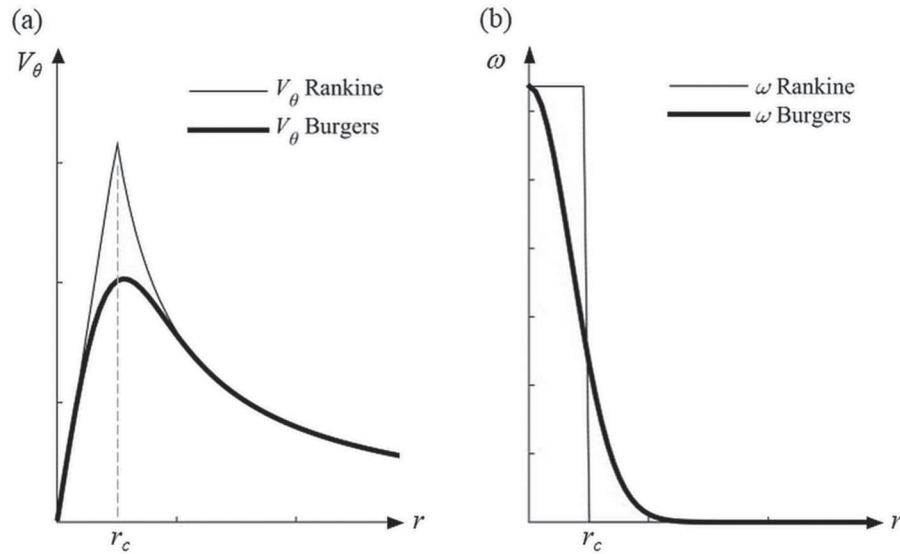 (a)
V_θ
V_θ Rankine
V_θ Burgers
r_c
r
(b)
ω
ω Rankine
ω Burgers
r_c
r